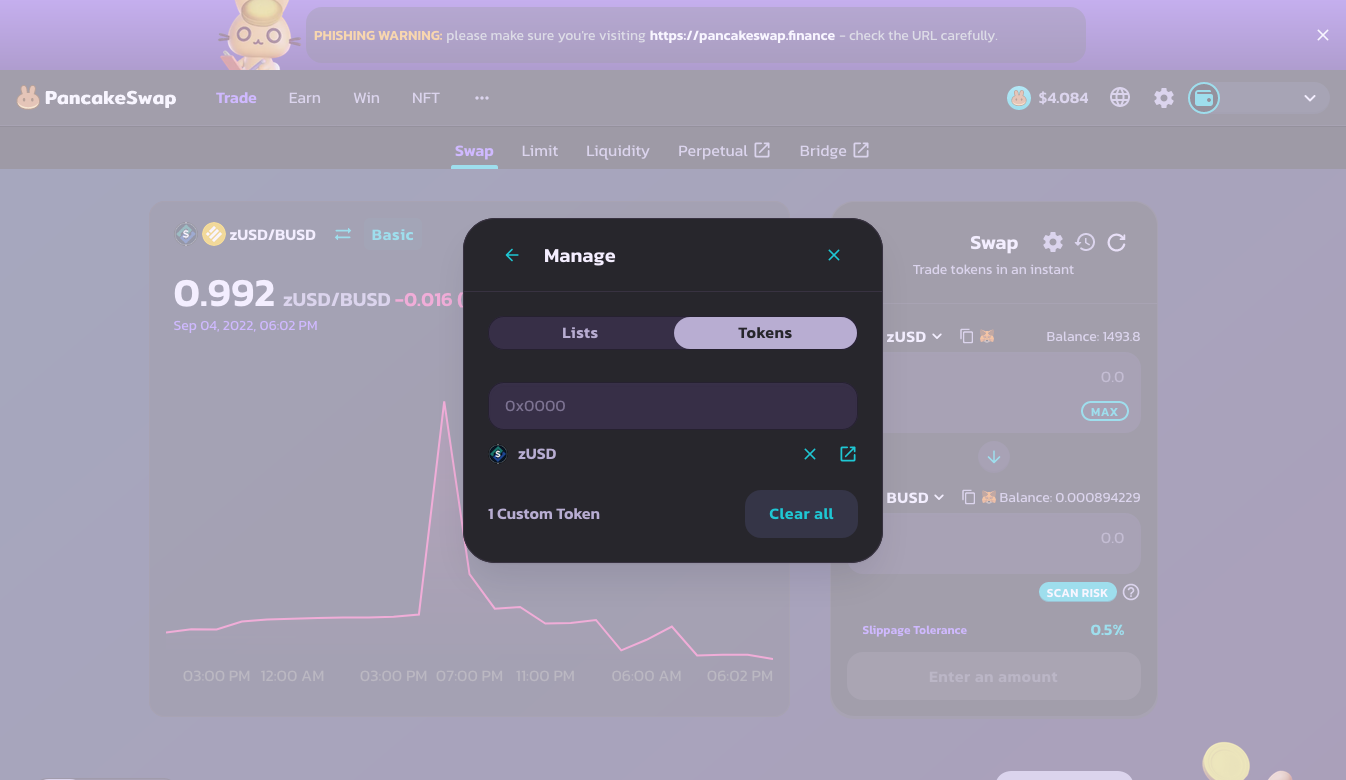 PHISHING WARNING: please make sure you're visiting https://pancakeswap.finance - check the URL carefully.
PancakeSwap Trade Earn Win NFT $4.084
Swap Limit Liquidity Perpetual Bridge
zUSD/BUSD Basic
0.992 zUSD/BUSD -0.016 (
Sep 04, 2022, 06:02 PM
03:00 PM 12:00 AM 03:00 PM 07:00 PM 11:00 PM 06:00 AM 06:02 PM
Manage
Lists Tokens
0x0000
zUSD
1 Custom Token Clear all
Swap
Trade tokens in an instant
zUSD Balance: 1493.8
0.0
MAX
BUSD Balance: 0.000894229
0.0
SCAN RISK
Slippage Tolerance 0.5%
Enter an amount